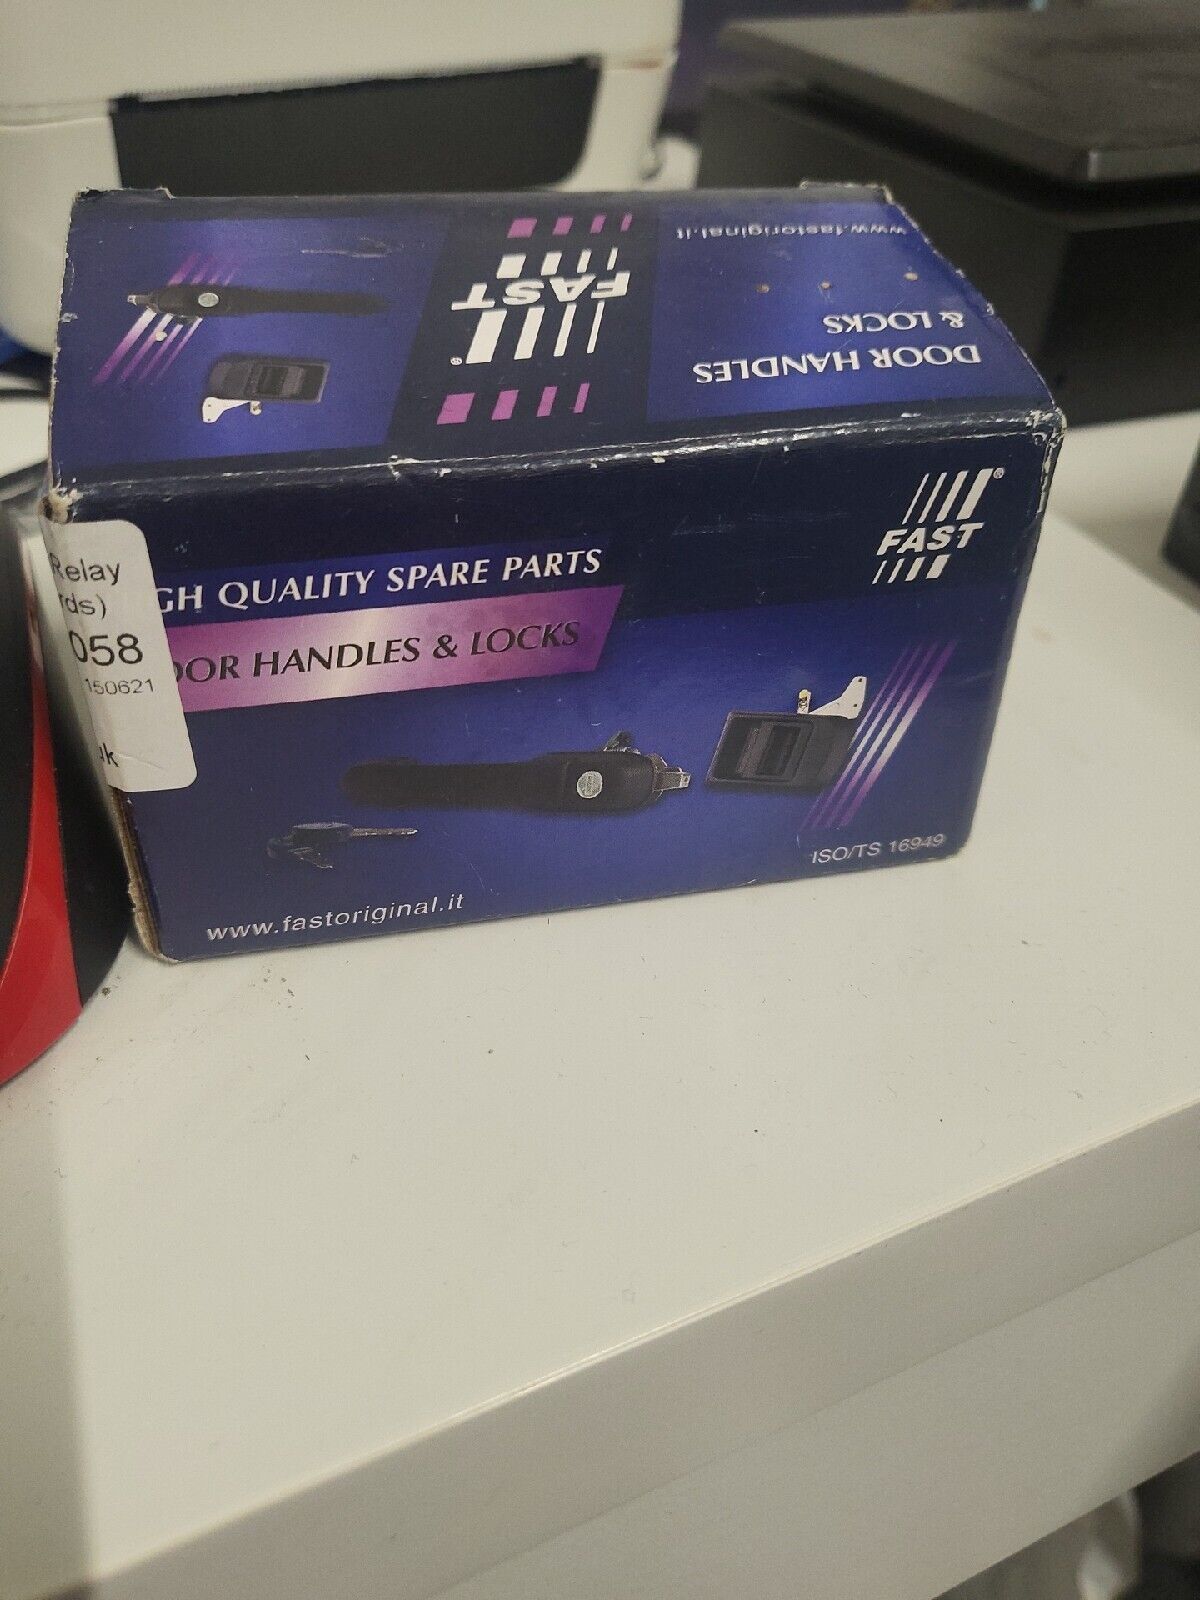 www.fastoriginal.it
FAST
®
DOOR HANDLES
& LOCKS
®
FAST
GH QUALITY SPARE PARTS
OOR HANDLES & LOCKS
Relay
rds)
058
150621
uk
ISO/TS 16949
www.fastoriginal.it